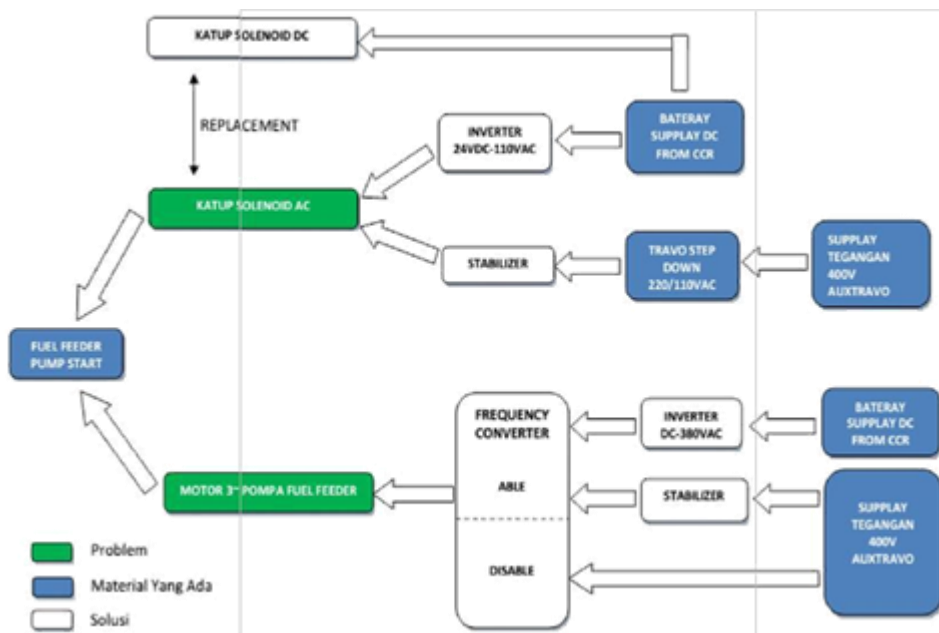 KATUP SOLENOID DC
REPLACEMENT
INVERTER
24VDC-110VAC
BATERAY
SUPPLAY DC
FROM CCR
KATUP SOLENOID AC
STABILIZER
TRAVO STEP
DOWN
220/110VAC
SUPPLAY
TEGANGAN
400V
AUXTRAVO
FUEL FEEDER
PUMP START
FREQUENCY
CONVERTER
ABLE
DISABLE
INVERTER
DC-380VAC
BATERAY
SUPPLAY DC
FROM CCR
MOTOR 3~ POMPA FUEL FEEDER
STABILIZER
SUPPLAY
TEGANGAN
400V
AUXTRAVO
Problem
Material Yang Ada
Solusi